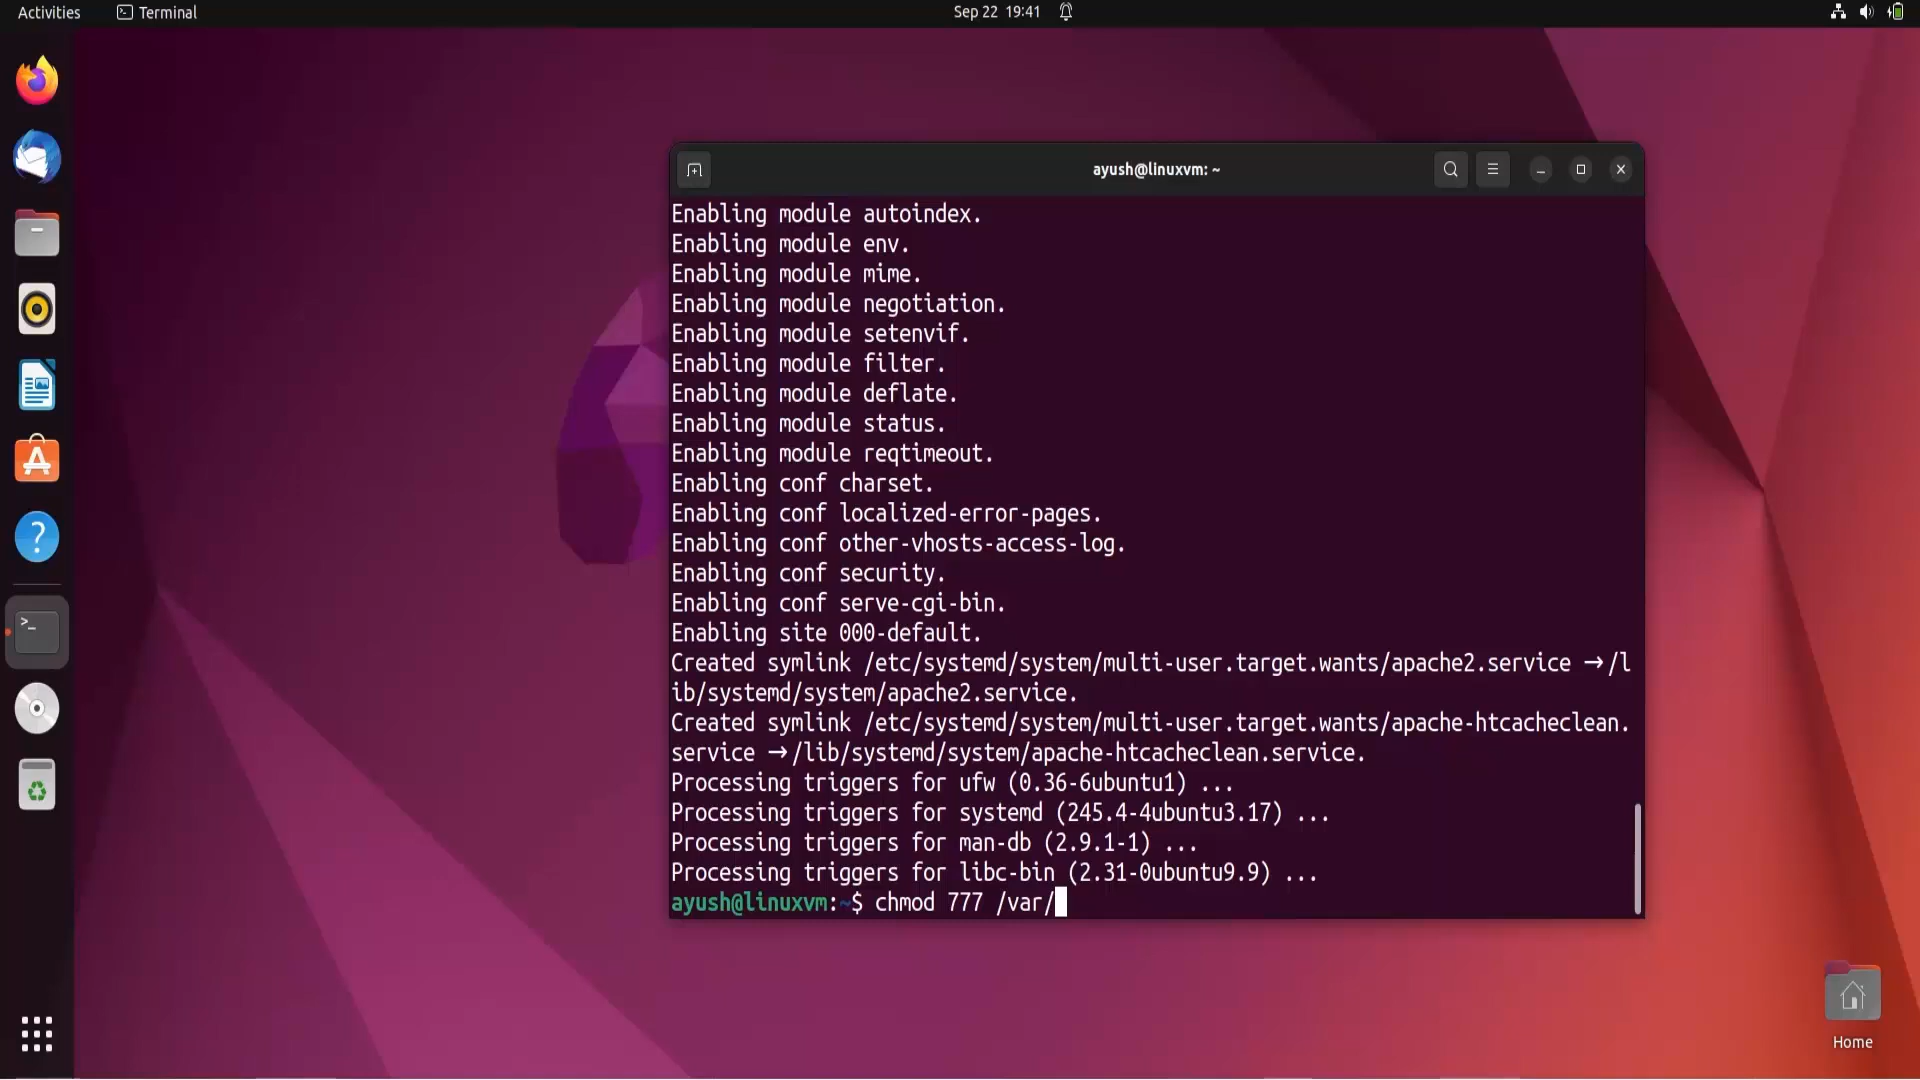 Activities Terminal Sep 22 19:41
ayush@linuxvm: ~
Enabling module autoindex.
Enabling module env.
Enabling module mime.
Enabling module negotiation.
Enabling module setenvif.
Enabling module filter.
Enabling module deflate.
Enabling module status.
Enabling module reqtimeout.
Enabling conf charset.
Enabling conf localized-error-pages.
Enabling conf other-vhosts-access-log.
Enabling conf security.
Enabling conf serve-cgi-bin.
Enabling site 000-default.
Created symlink /etc/systemd/system/multi-user.target.wants/apache2.service → /l
ib/systemd/system/apache2.service.
Created symlink /etc/systemd/system/multi-user.target.wants/apache-htcacheclean.
service → /lib/systemd/system/apache-htcacheclean.service.
Processing triggers for ufw (0.36-6ubuntu1) ...
Processing triggers for systemd (245.4-4ubuntu3.17) ...
Processing triggers for man-db (2.9.1-1) ...
Processing triggers for libc-bin (2.31-0ubuntu9.9) ...
ayush@linuxvm:~$ chmod 777 /var/
Home